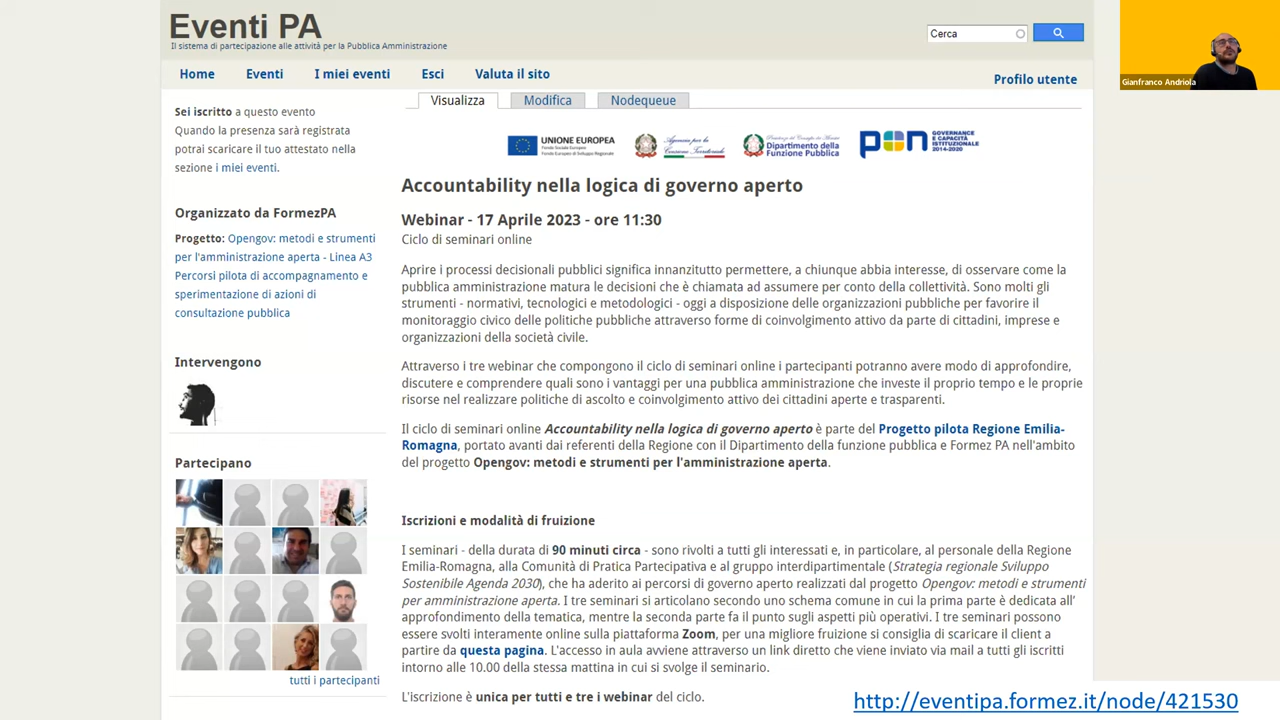 Eventi PA
Il sistema di partecipazione alle attività per la Pubblica Amministrazione
Cerca
Home Eventi I miei eventi Esci Valuta il sito
Profilo utente
Gianfranco Andriola
Sei iscritto a questo evento
Quando la presenza sarà registrata
potrai scaricare il tuo attestato nella
sezione i miei eventi.
Organizzato da FormezPA
Progetto: Opengov: metodi e strumenti
per l'amministrazione aperta - Linea A3
Percorsi pilota di accompagnamento e
sperimentazione di azioni di
consultazione pubblica
Intervengono
Partecipano
tutti i partecipanti
Visualizza Modifica Nodequeue
UNIONE EUROPEA
Fondo Sociale Europeo
Fondo Europeo di Sviluppo Regionale
Agenzia per la
Coesione Territoriale
Presidenza del Consiglio dei Ministri
Dipartimento della
Funzione Pubblica
pon
GOVERNANCE
E CAPACITÀ
ISTITUZIONALE
2014-2020
Accountability nella logica di governo aperto
Webinar - 17 Aprile 2023 - ore 11:30
Ciclo di seminari online
Aprire i processi decisionali pubblici significa innanzitutto permettere, a chiunque abbia interesse, di osservare come la
pubblica amministrazione matura le decisioni che è chiamata ad assumere per conto della collettività. Sono molti gli
strumenti - normativi, tecnologici e metodologici - oggi a disposizione delle organizzazioni pubbliche per favorire il
monitoraggio civico delle politiche pubbliche attraverso forme di coinvolgimento attivo da parte di cittadini, imprese e
organizzazioni della società civile.
Attraverso i tre webinar che compongono il ciclo di seminari online i partecipanti potranno avere modo di approfondire,
discutere e comprendere quali sono i vantaggi per una pubblica amministrazione che investe il proprio tempo e le proprie
risorse nel realizzare politiche di ascolto e coinvolgimento attivo dei cittadini aperte e trasparenti.
Il ciclo di seminari online Accountability nella logica di governo aperto è parte del Progetto pilota Regione Emilia-
Romagna, portato avanti dai referenti della Regione con il Dipartimento della funzione pubblica e Formez PA nell'ambito
del progetto Opengov: metodi e strumenti per l'amministrazione aperta.
Iscrizioni e modalità di fruizione
I seminari - della durata di 90 minuti circa - sono rivolti a tutti gli interessati e, in particolare, al personale della Regione
Emilia-Romagna, alla Comunità di Pratica Partecipativa e al gruppo interdipartimentale (Strategia regionale Sviluppo
Sostenibile Agenda 2030), che ha aderito ai percorsi di governo aperto realizzati dal progetto Opengov: metodi e strumenti
per amministrazione aperta. I tre seminari si articolano secondo uno schema comune in cui la prima parte è dedicata all'
approfondimento della tematica, mentre la seconda parte fa il punto sugli aspetti più operativi. I tre seminari possono
essere svolti interamente online sulla piattaforma Zoom, per una migliore fruizione si consiglia di scaricare il client a
partire da questa pagina. L'accesso in aula avviene attraverso un link diretto che viene inviato via mail a tutti gli iscritti
intorno alle 10.00 della stessa mattina in cui si svolge il seminario.
L'iscrizione è unica per tutti e tre i webinar del ciclo.
http://eventipa.formez.it/node/421530